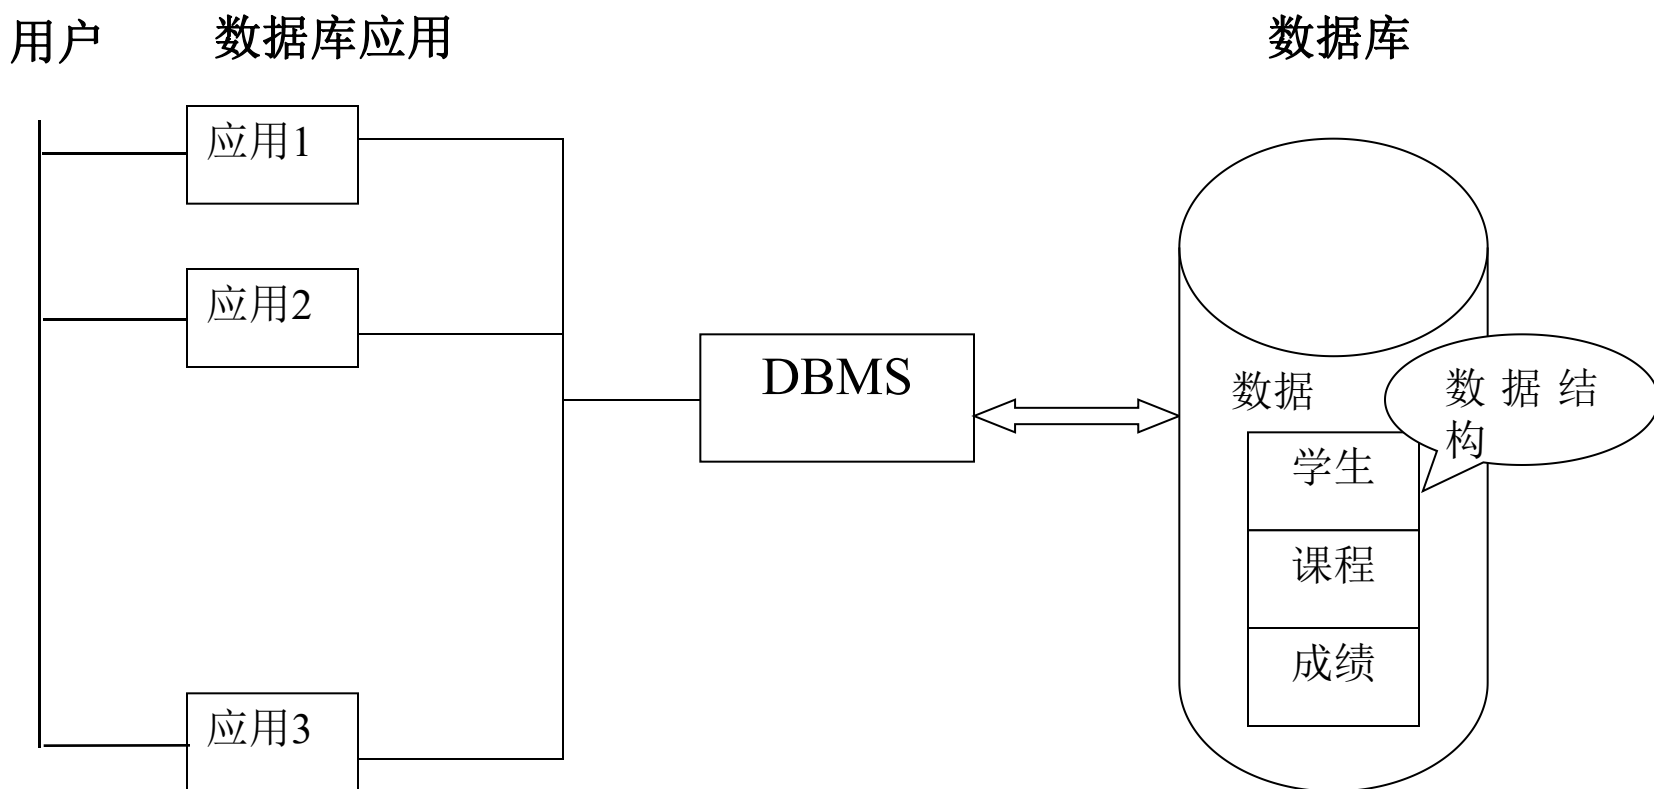 用户
数据库应用
数据库
应用1
应用2
应用3
DBMS
数据
数据结
构
学生
课程
成绩